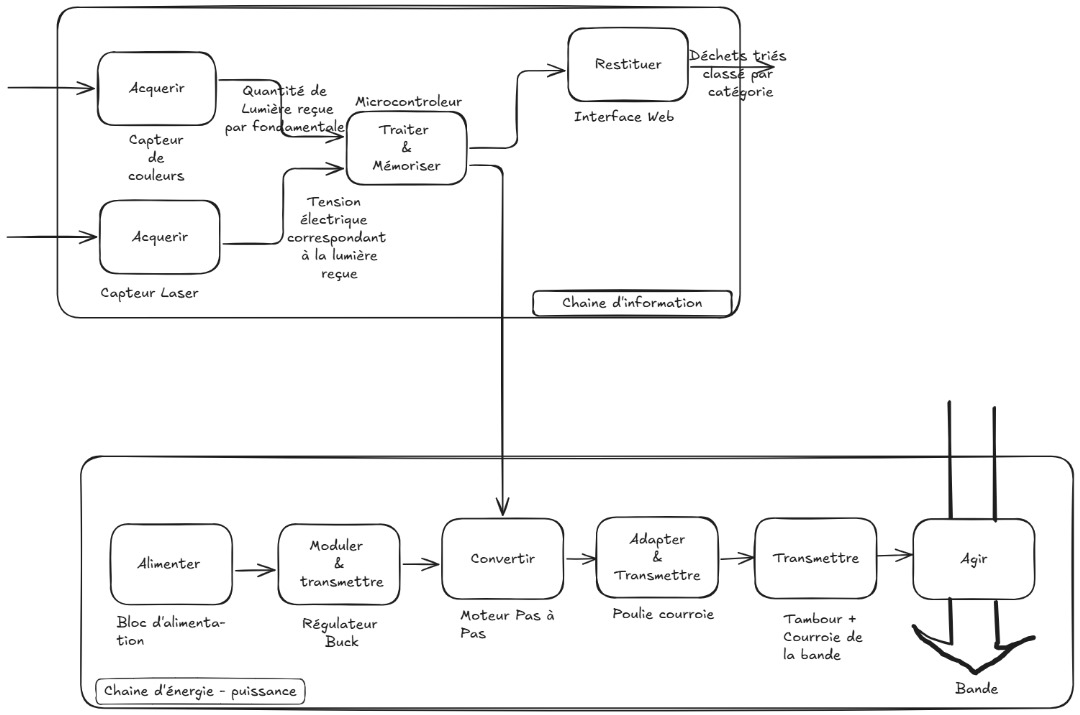 Acquerir
Capteur
de
couleurs
Quantité de
Lumière reçue
par fondamentale
Microcontroleur
Traiter
&
Mémoriser
Restituer
Interface Web
Déchets triés
classé par
catégorie
Acquerir
Capteur Laser
Tension
électrique
correspondant
à la lumière
reçue
Chaine d'information
Alimenter
Bloc d'alimenta-
tion
Moduler
&
transmettre
Régulateur
Buck
Convertir
Moteur Pas à
Pas
Adapter
&
Transmettre
Poulie courroie
Transmettre
Tambour +
Courroie de
la bande
Agir
Bande
Chaine d'énergie - puissance